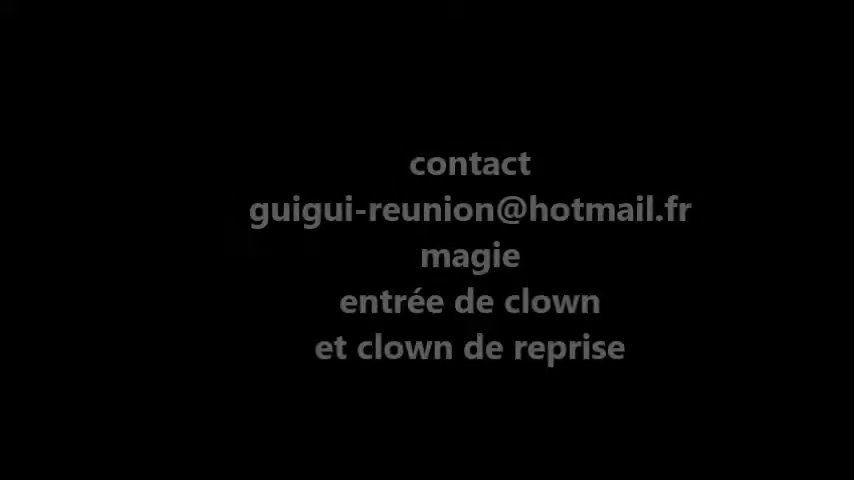 contact
guigui-reunion@hotmail.fr
magie
entrée de clown
et clown de reprise